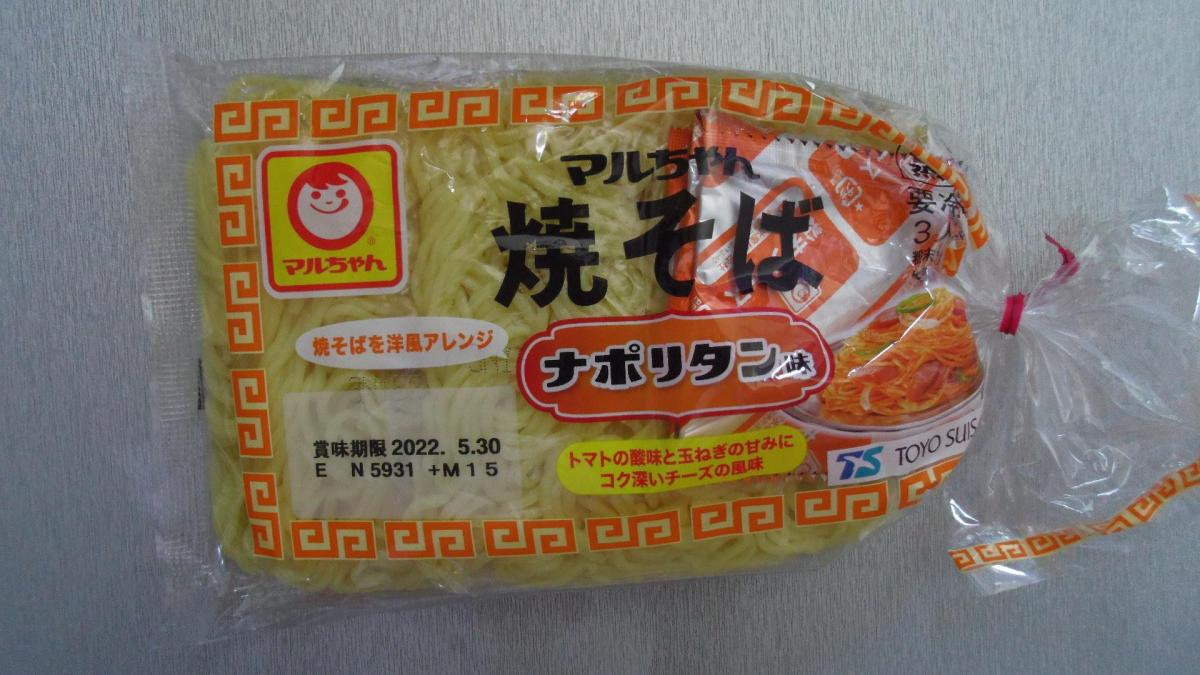 マルちゃん
焼そば
マルちゃん
焼そばを洋風アレンジ
ナポリタン味
賞味期限 2022. 5.30
E N5931 +M15
トマトの酸味と玉ねぎの甘みに
コク深いチーズの風味
TS TOYO SUIS
要冷
3